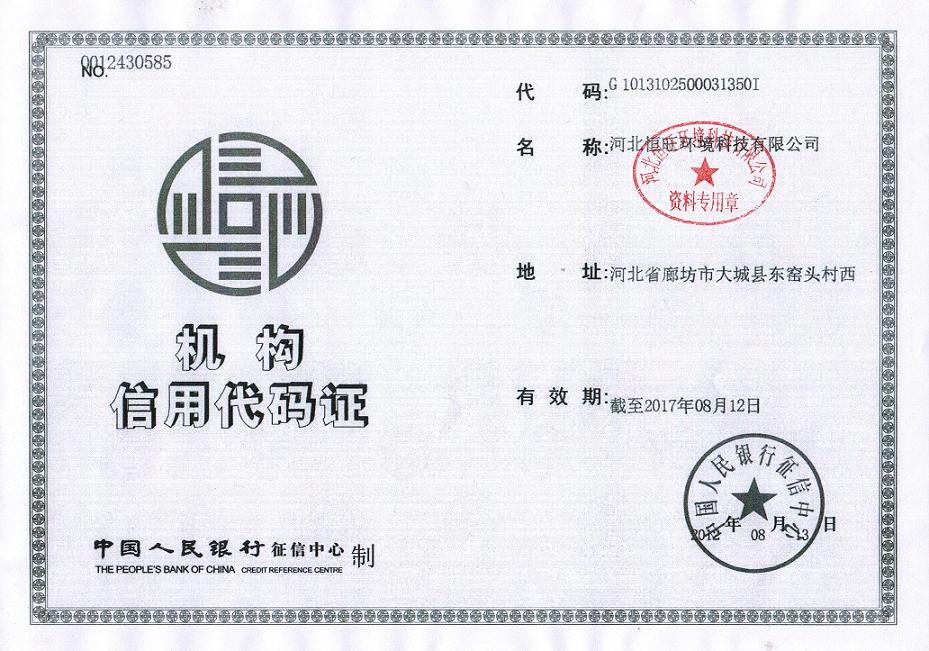 0012430585
NO.
代 码: G 10131025000313501
名 称: 河北恒旺环境科技有限公司
河北恒旺环境科技有限公司
资料专用章
地 址: 河北省廊坊市大城县东窑头村西
机构
信用代码证
有效期: 截至2017年08月12日
中国人民银行征信中心
年 08 月 13 日
中国人民银行征信中心 制
THE PEOPLE'S BANK OF CHINA CREDIT REFERENCE CENTRE